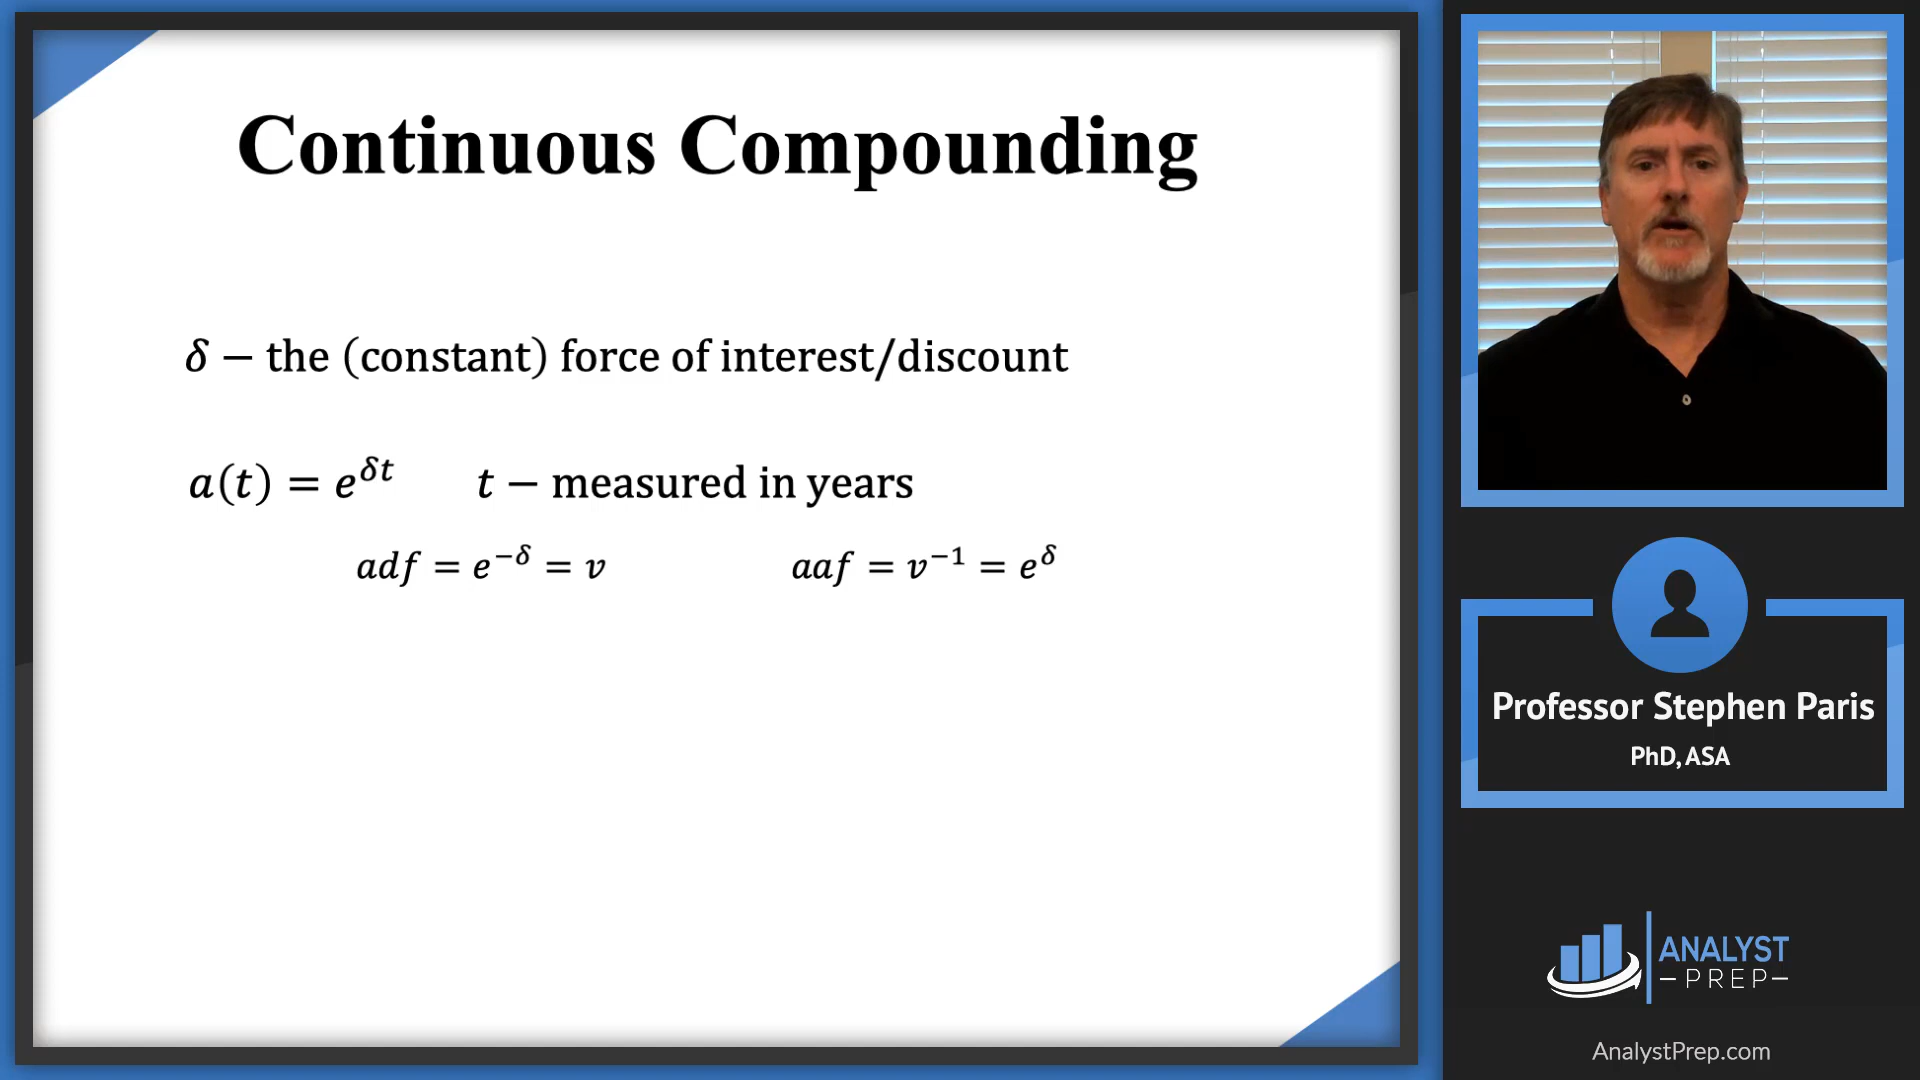 Continuous Compounding
δ − the (constant) force of interest/discount
a(t) = e^{δt} t − measured in years
adf = e^{−δ} = v aaf = v^{−1} = e^{δ}
Professor Stephen Paris
PhD, ASA
ANALYST
PREP
AnalystPrep.com